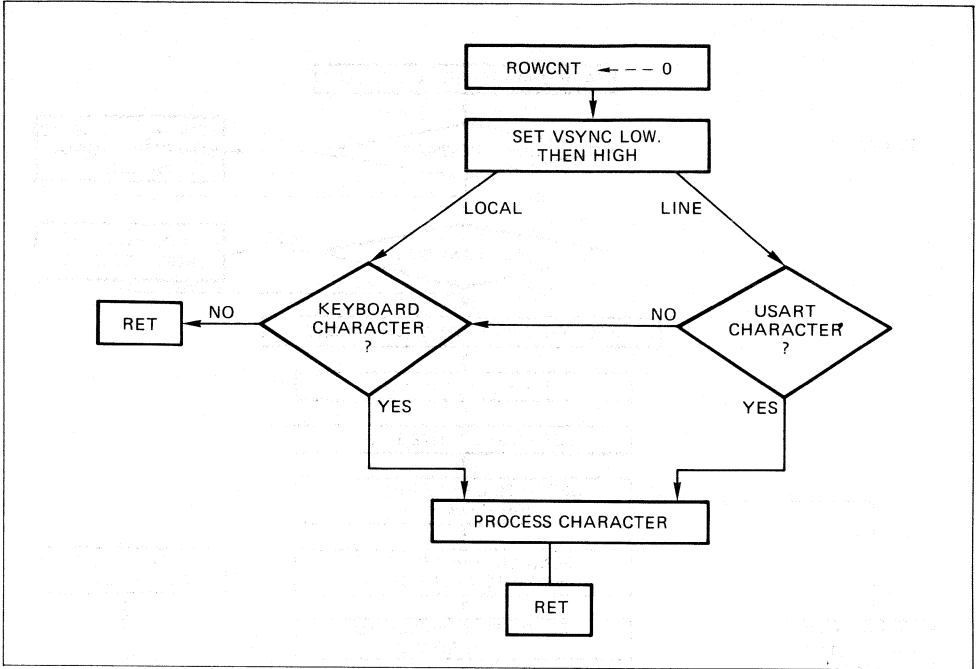 ROWCNT ◄--- 0
SET VSYNC LOW.
THEN HIGH
LOCAL
LINE
KEYBOARD
CHARACTER
?
NO
RET
USART
CHARACTER
?
NO
YES
YES
PROCESS CHARACTER
RET